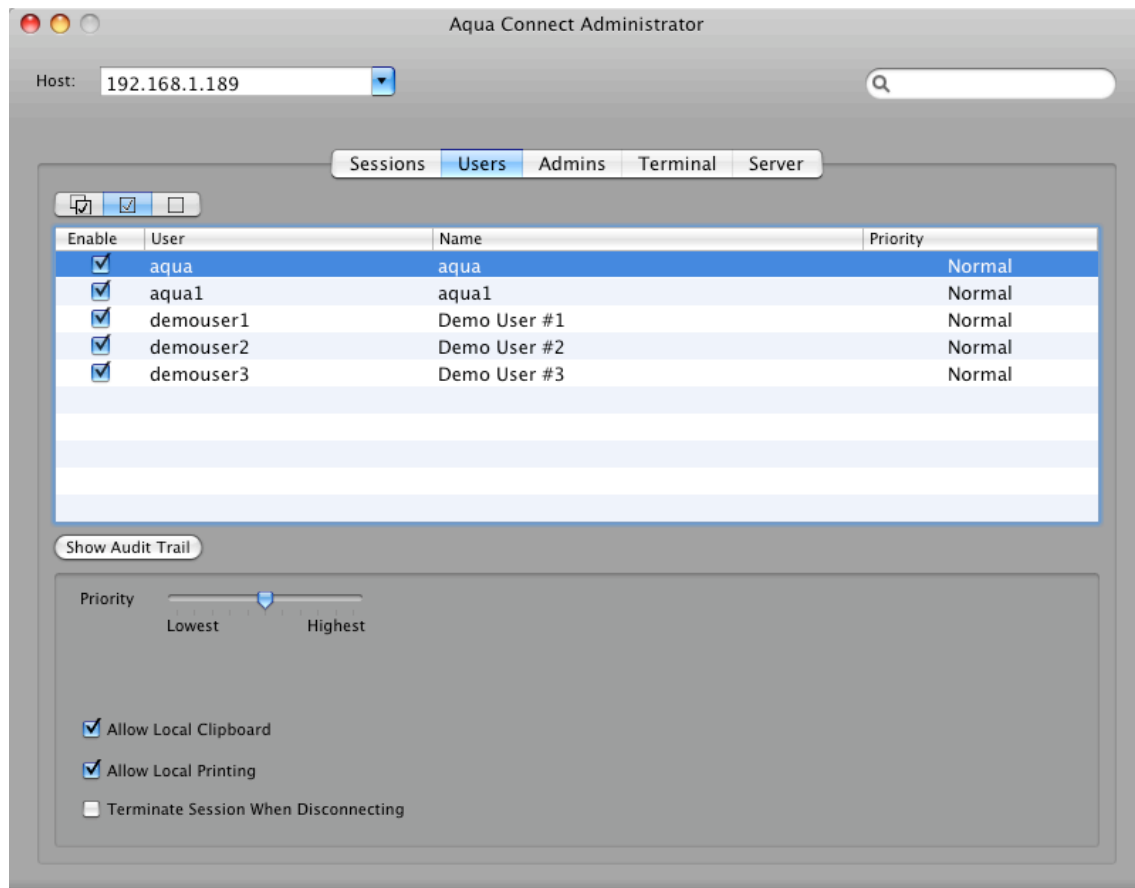 Aqua Connect Administrator
Host: 192.168.1.189
Sessions Users Admins Terminal Server
Enable User Name Priority
aqua aqua Normal
aqua1 aqua1 Normal
demouser1 Demo User #1 Normal
demouser2 Demo User #2 Normal
demouser3 Demo User #3 Normal
Show Audit Trail
Priority
Lowest Highest
Allow Local Clipboard
Allow Local Printing
Terminate Session When Disconnecting